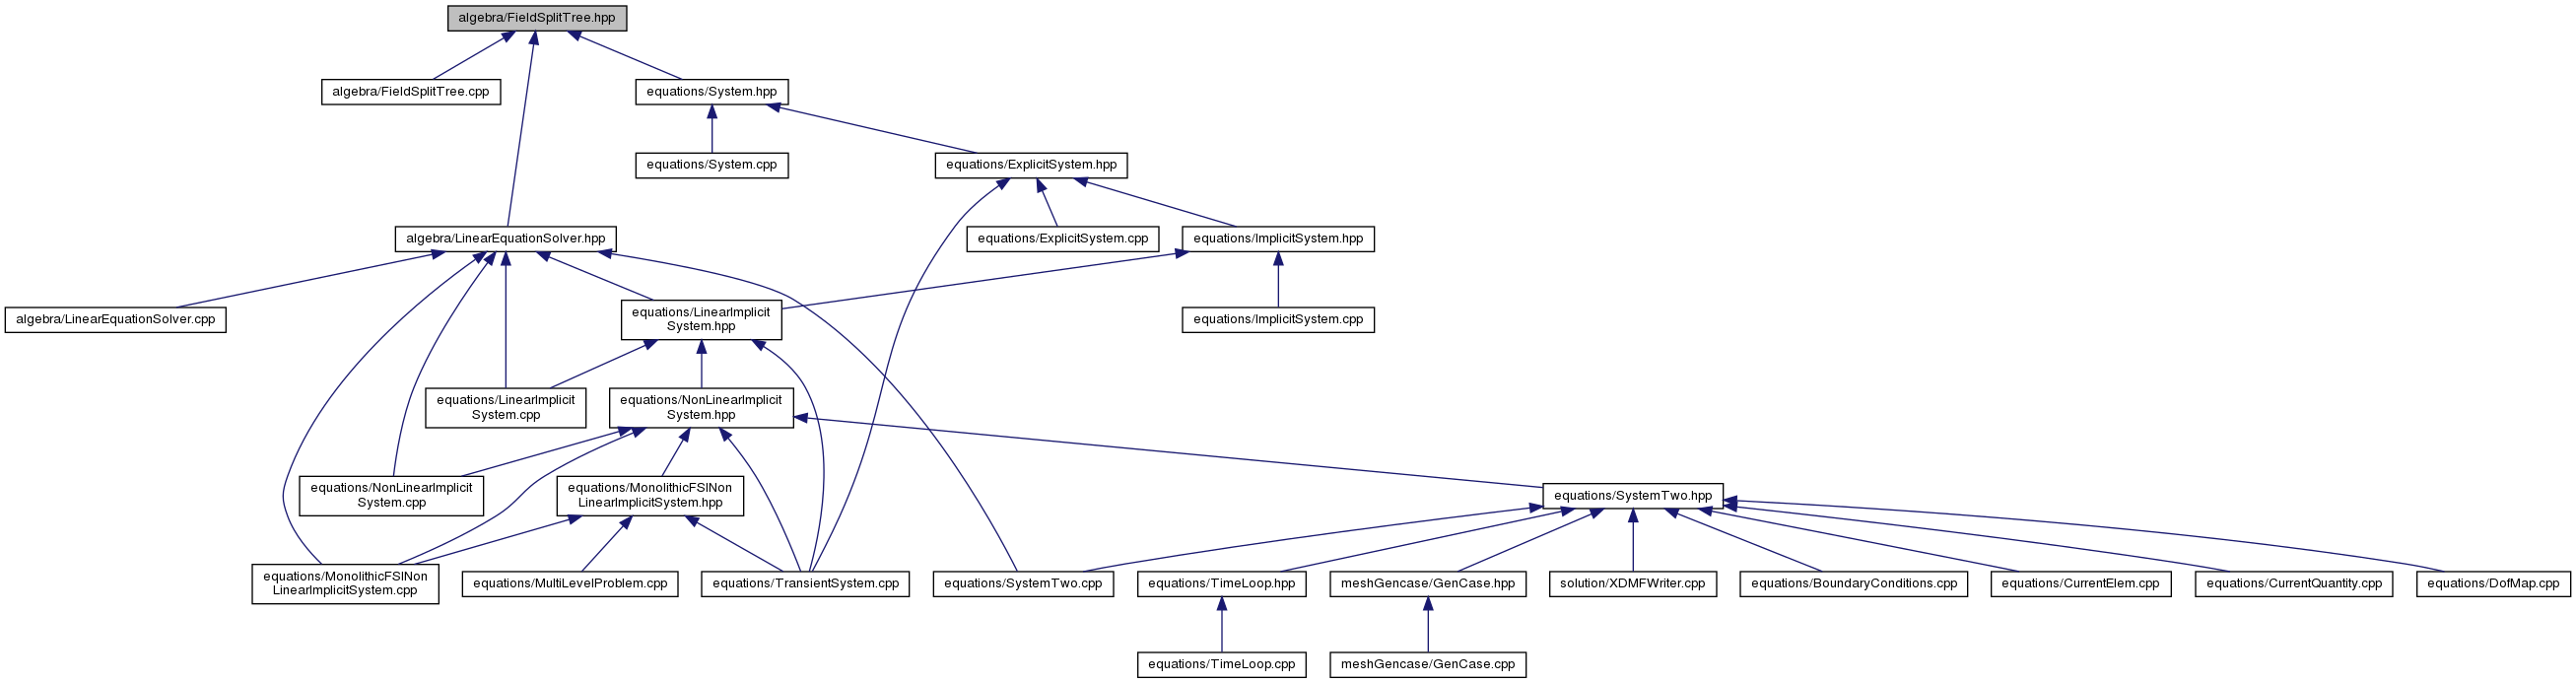 algebra/FieldSplitTree.hpp
algebra/FieldSplitTree.cpp
equations/System.hpp
equations/System.cpp
equations/ExplicitSystem.hpp
algebra/LinearEquationSolver.hpp
equations/ExplicitSystem.cpp
equations/ImplicitSystem.hpp
algebra/LinearEquationSolver.cpp
equations/LinearImplicit
System.hpp
equations/ImplicitSystem.cpp
equations/LinearImplicit
System.cpp
equations/NonLinearImplicit
System.hpp
equations/NonLinearImplicit
System.cpp
equations/MonolithicFSINon
LinearImplicitSystem.hpp
equations/SystemTwo.hpp
equations/MonolithicFSINon
LinearImplicitSystem.cpp
equations/MultiLevelProblem.cpp
equations/TransientSystem.cpp
equations/SystemTwo.cpp
equations/TimeLoop.hpp
meshGencase/GenCase.hpp
solution/XDMFWriter.cpp
equations/BoundaryConditions.cpp
equations/CurrentElem.cpp
equations/CurrentQuantity.cpp
equations/DofMap.cpp
equations/TimeLoop.cpp
meshGencase/GenCase.cpp